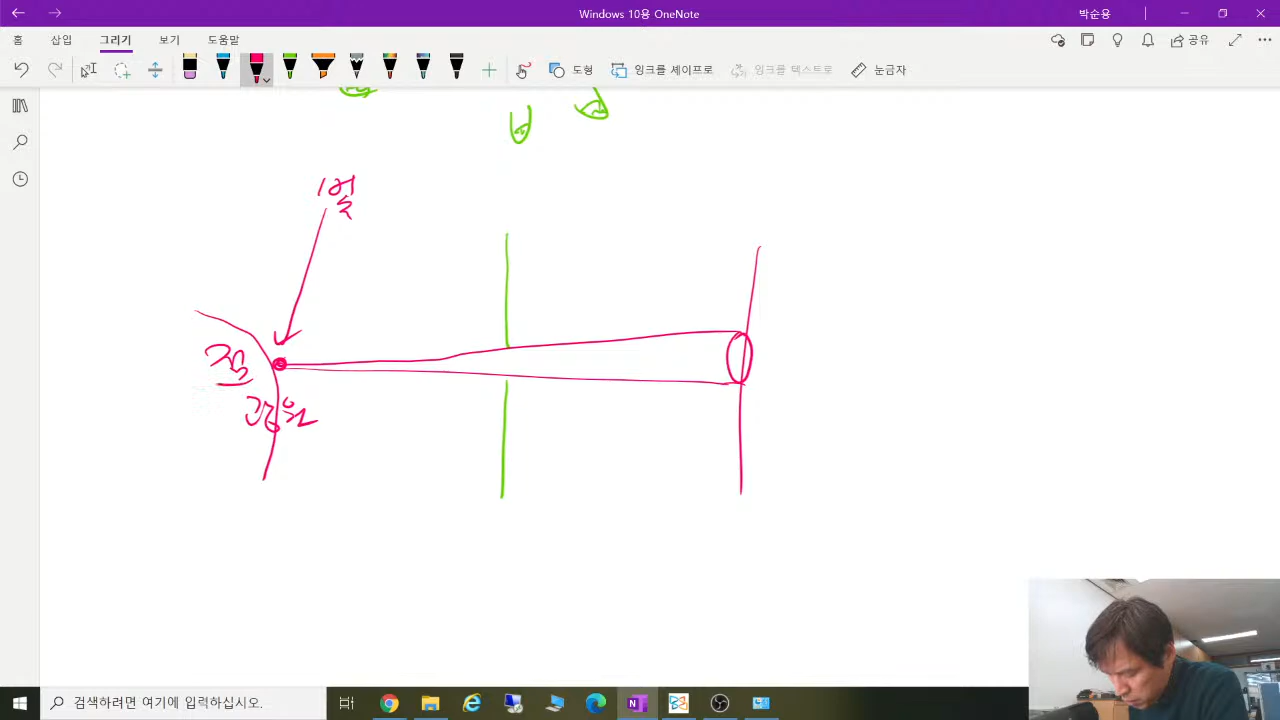 Windows 10용 OneNote
박순용
홈 삽입 그리기 보기 도움말
공유
도형 잉크를 셰이프로 잉크를 텍스트로 눈금자
점
광원
검색하려면 여기에 입력하십시오.